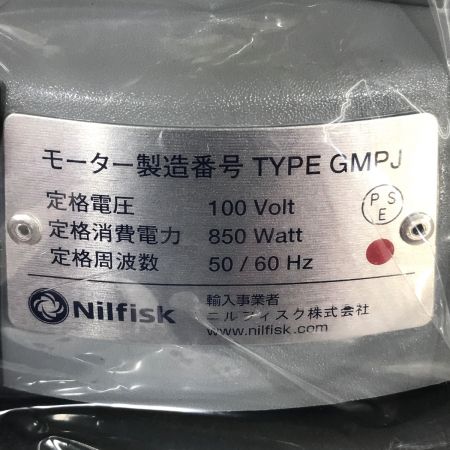 モーター製造番号 TYPE GMPJ
定格電圧 100 Volt
定格消費電力 850 Watt
定格周波数 50 / 60 Hz
P S
E
Nilfisk
輸入事業者
ニルフィスク株式会社
www.nilfisk.com